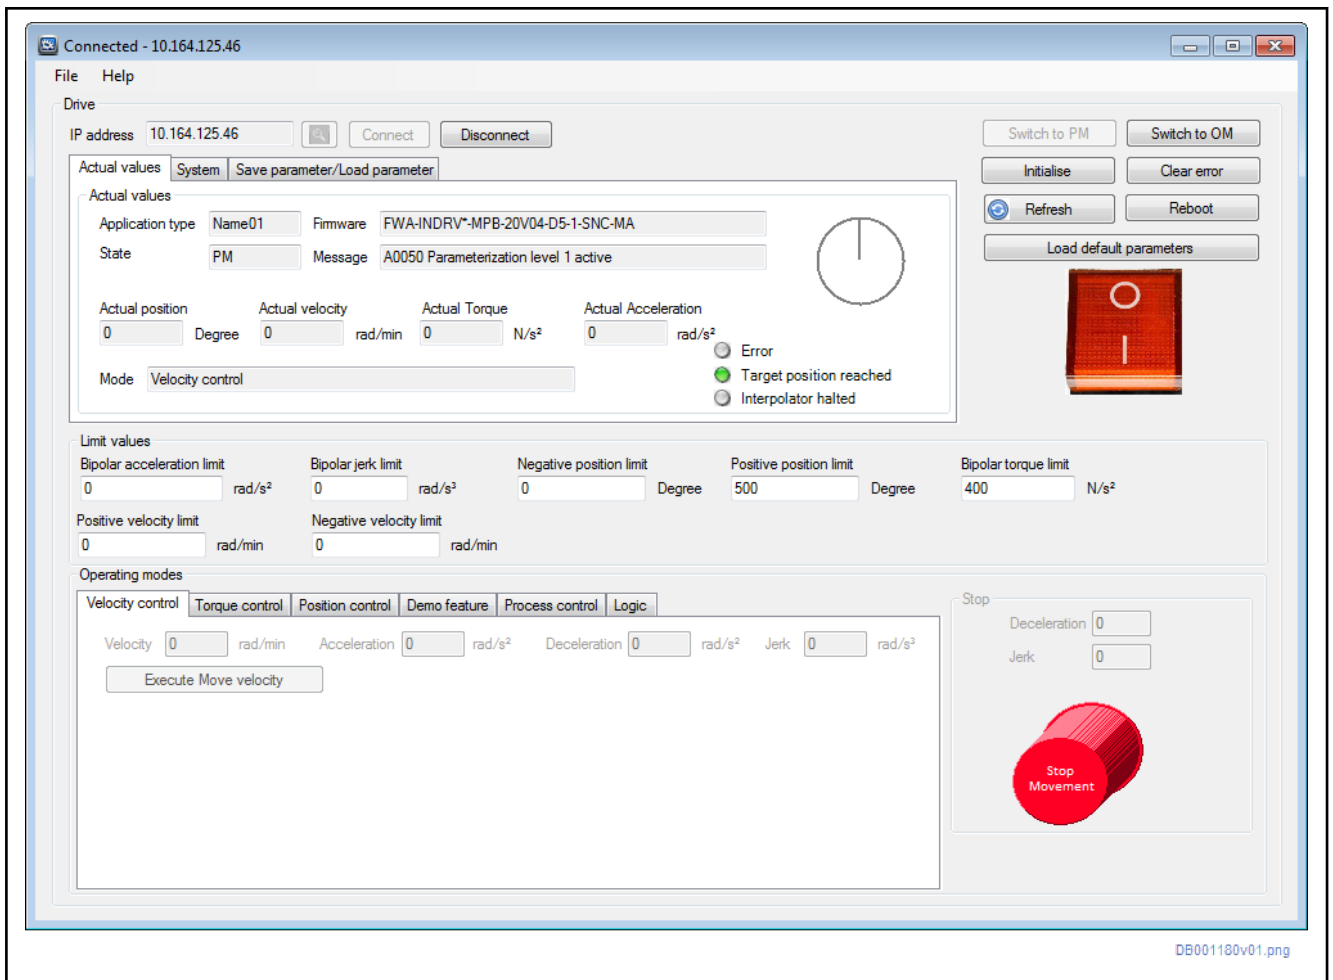 Connected - 10.164.125.46
File Help
Drive
IP address 10.164.125.46 Connect Disconnect Switch to PM Switch to OM
Actual values System Save parameter/Load parameter Initialise Clear error
Actual values
Application type Name01 Firmware FWA-INDRV*-MPB-20V04-D5-1-SNC-MA Refresh Reboot
State PM Message A0050 Parameterization level 1 active Load default parameters
Actual position Actual velocity Actual Torque Actual Acceleration
0 Degree 0 rad/min 0 N/s² 0 rad/s²
Error
Mode Velocity control Target position reached
Interpolator halted
Limit values
Bipolar acceleration limit Bipolar jerk limit Negative position limit Positive position limit Bipolar torque limit
0 rad/s² 0 rad/s³ 0 Degree 500 Degree 400 N/s²
Positive velocity limit Negative velocity limit
0 rad/min 0 rad/min
Operating modes
Velocity control Torque control Position control Demo feature Process control Logic Stop
Velocity 0 rad/min Acceleration 0 rad/s² Deceleration 0 rad/s² Jerk 0 rad/s³ Deceleration 0
Execute Move velocity Jerk 0
Stop
Movement
DB001180v01.png